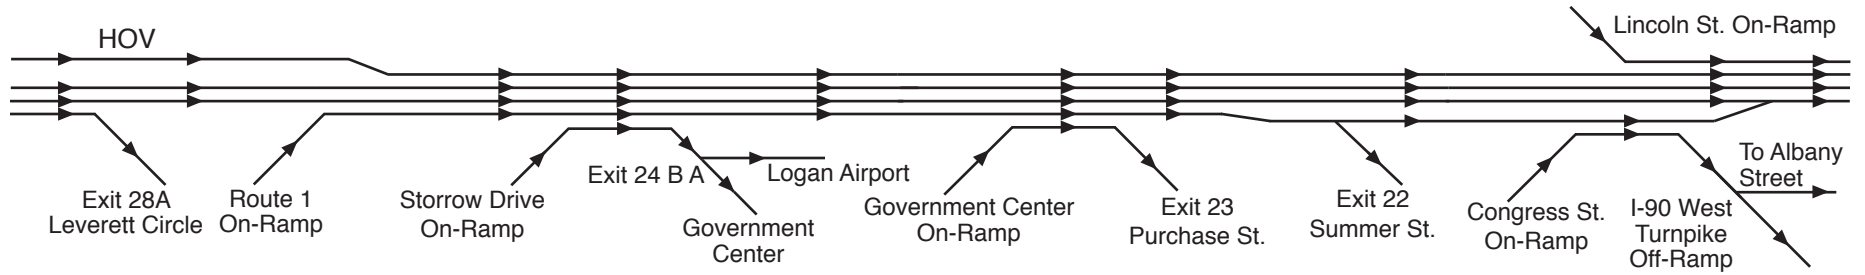 HOV
Lincoln St. On-Ramp
Exit 28A
Leverett Circle
Route 1
On-Ramp
Storrow Drive
On-Ramp
Exit 24 B A
Logan Airport
Government
Center
Government Center
On-Ramp
Exit 23
Purchase St.
Exit 22
Summer St.
Congress St.
On-Ramp
I-90 West
Turnpike
Off-Ramp
To Albany
Street